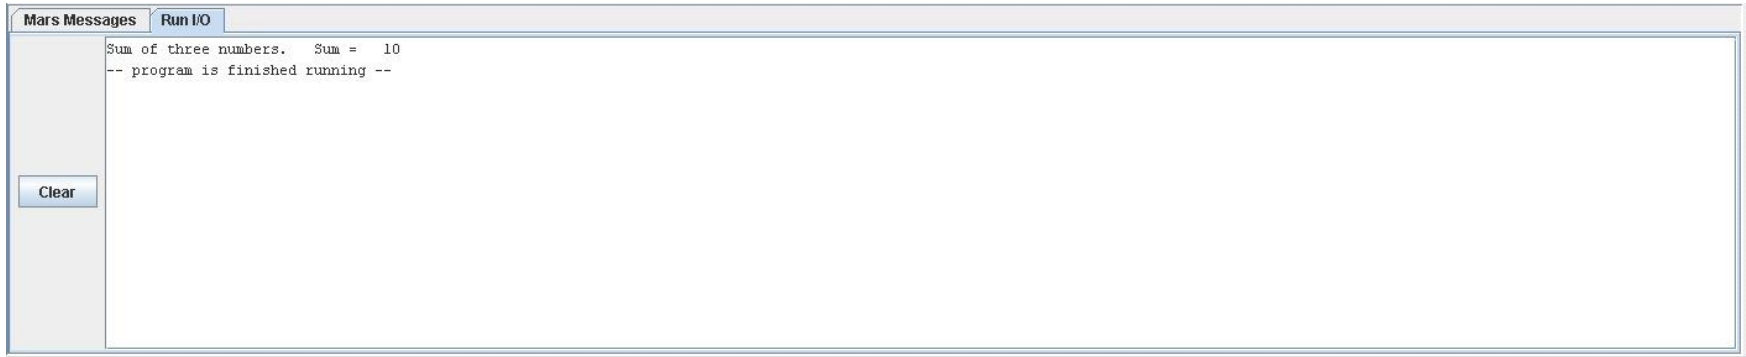 Mars Messages Run I/O
Sum of three numbers.   Sum =   10
-- program is finished running --
Clear